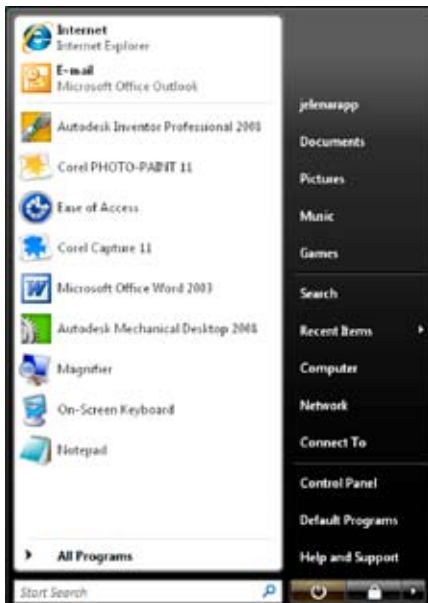 Internet
Internet Explorer
E-mail
Microsoft Office Outlook
Autodesk Inventor Professional 2008
Corel PHOTO-PAINT 11
Ease of Access
Corel Capture 11
Microsoft Office Word 2003
Autodesk Mechanical Desktop 2008
Magnifier
On-Screen Keyboard
Notepad
All Programs
Start Search
jelenarapp
Documents
Pictures
Music
Games
Search
Recent Items
Computer
Network
Connect To
Control Panel
Default Programs
Help and Support